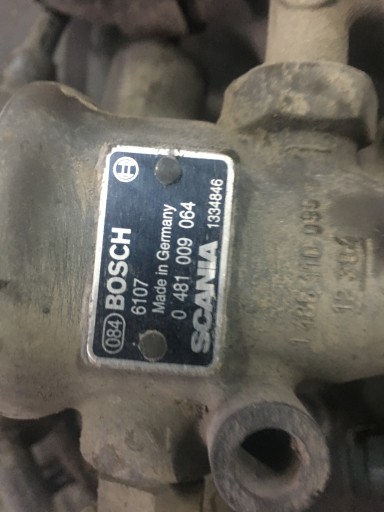 084 BOSCH
6107
Made in Germany
0 481 009 064
SCANIA 1334846